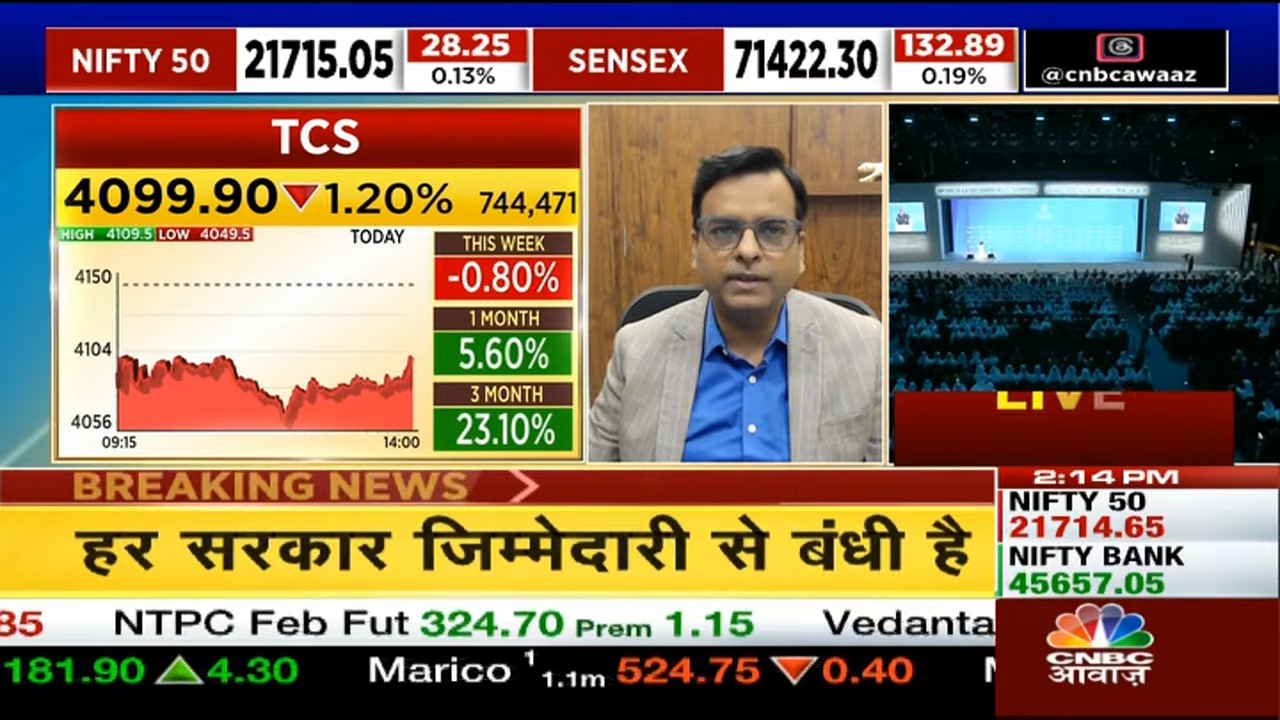 NIFTY 50 21715.05 28.25 0.13% SENSEX 71422.30 132.89 0.19% @cnbcawaaz
TCS
4099.90 1.20% 744,471
HIGH 4109.5 LOW 4049.5 TODAY
4150
4104
4056
09:15 14:00
THIS WEEK
-0.80%
1 MONTH
5.60%
3 MONTH
23.10%
LIVE
BREAKING NEWS
हर सरकार जिम्मेदारी से बंधी है
2:14 PM
NIFTY 50
21714.65
NIFTY BANK
45657.05
85 NTPC Feb Fut 324.70 Prem 1.15 Vedanta
181.90 4.30 Marico 1 1.1m 524.75 0.40
CNBC
आवाज़